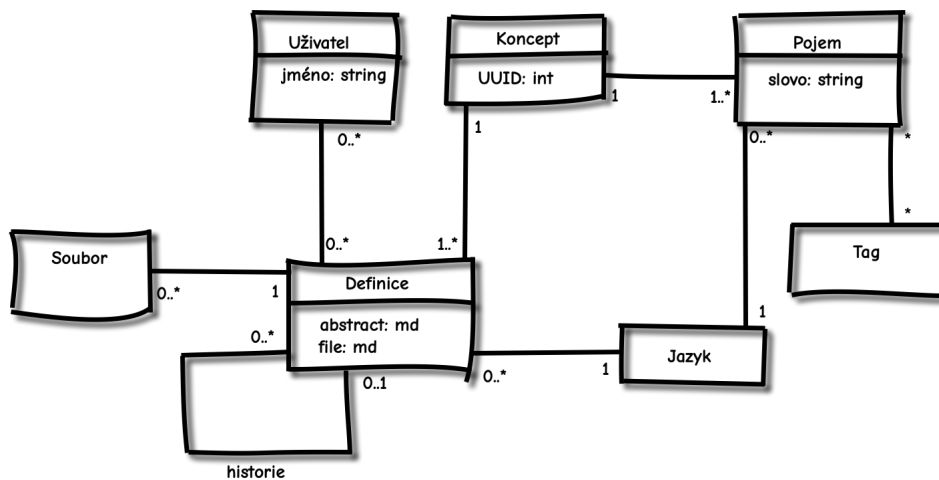 Uživatel
jméno: string
0..*
Koncept
UUID: int
1
1
1..*
Pojem
slovo: string
0..*
*
*
Tag
0..*
1..*
Soubor
0..*
1
Definice
abstract: md
file: md
0..*
0..1
0..*
1
1
Jazyk
historie